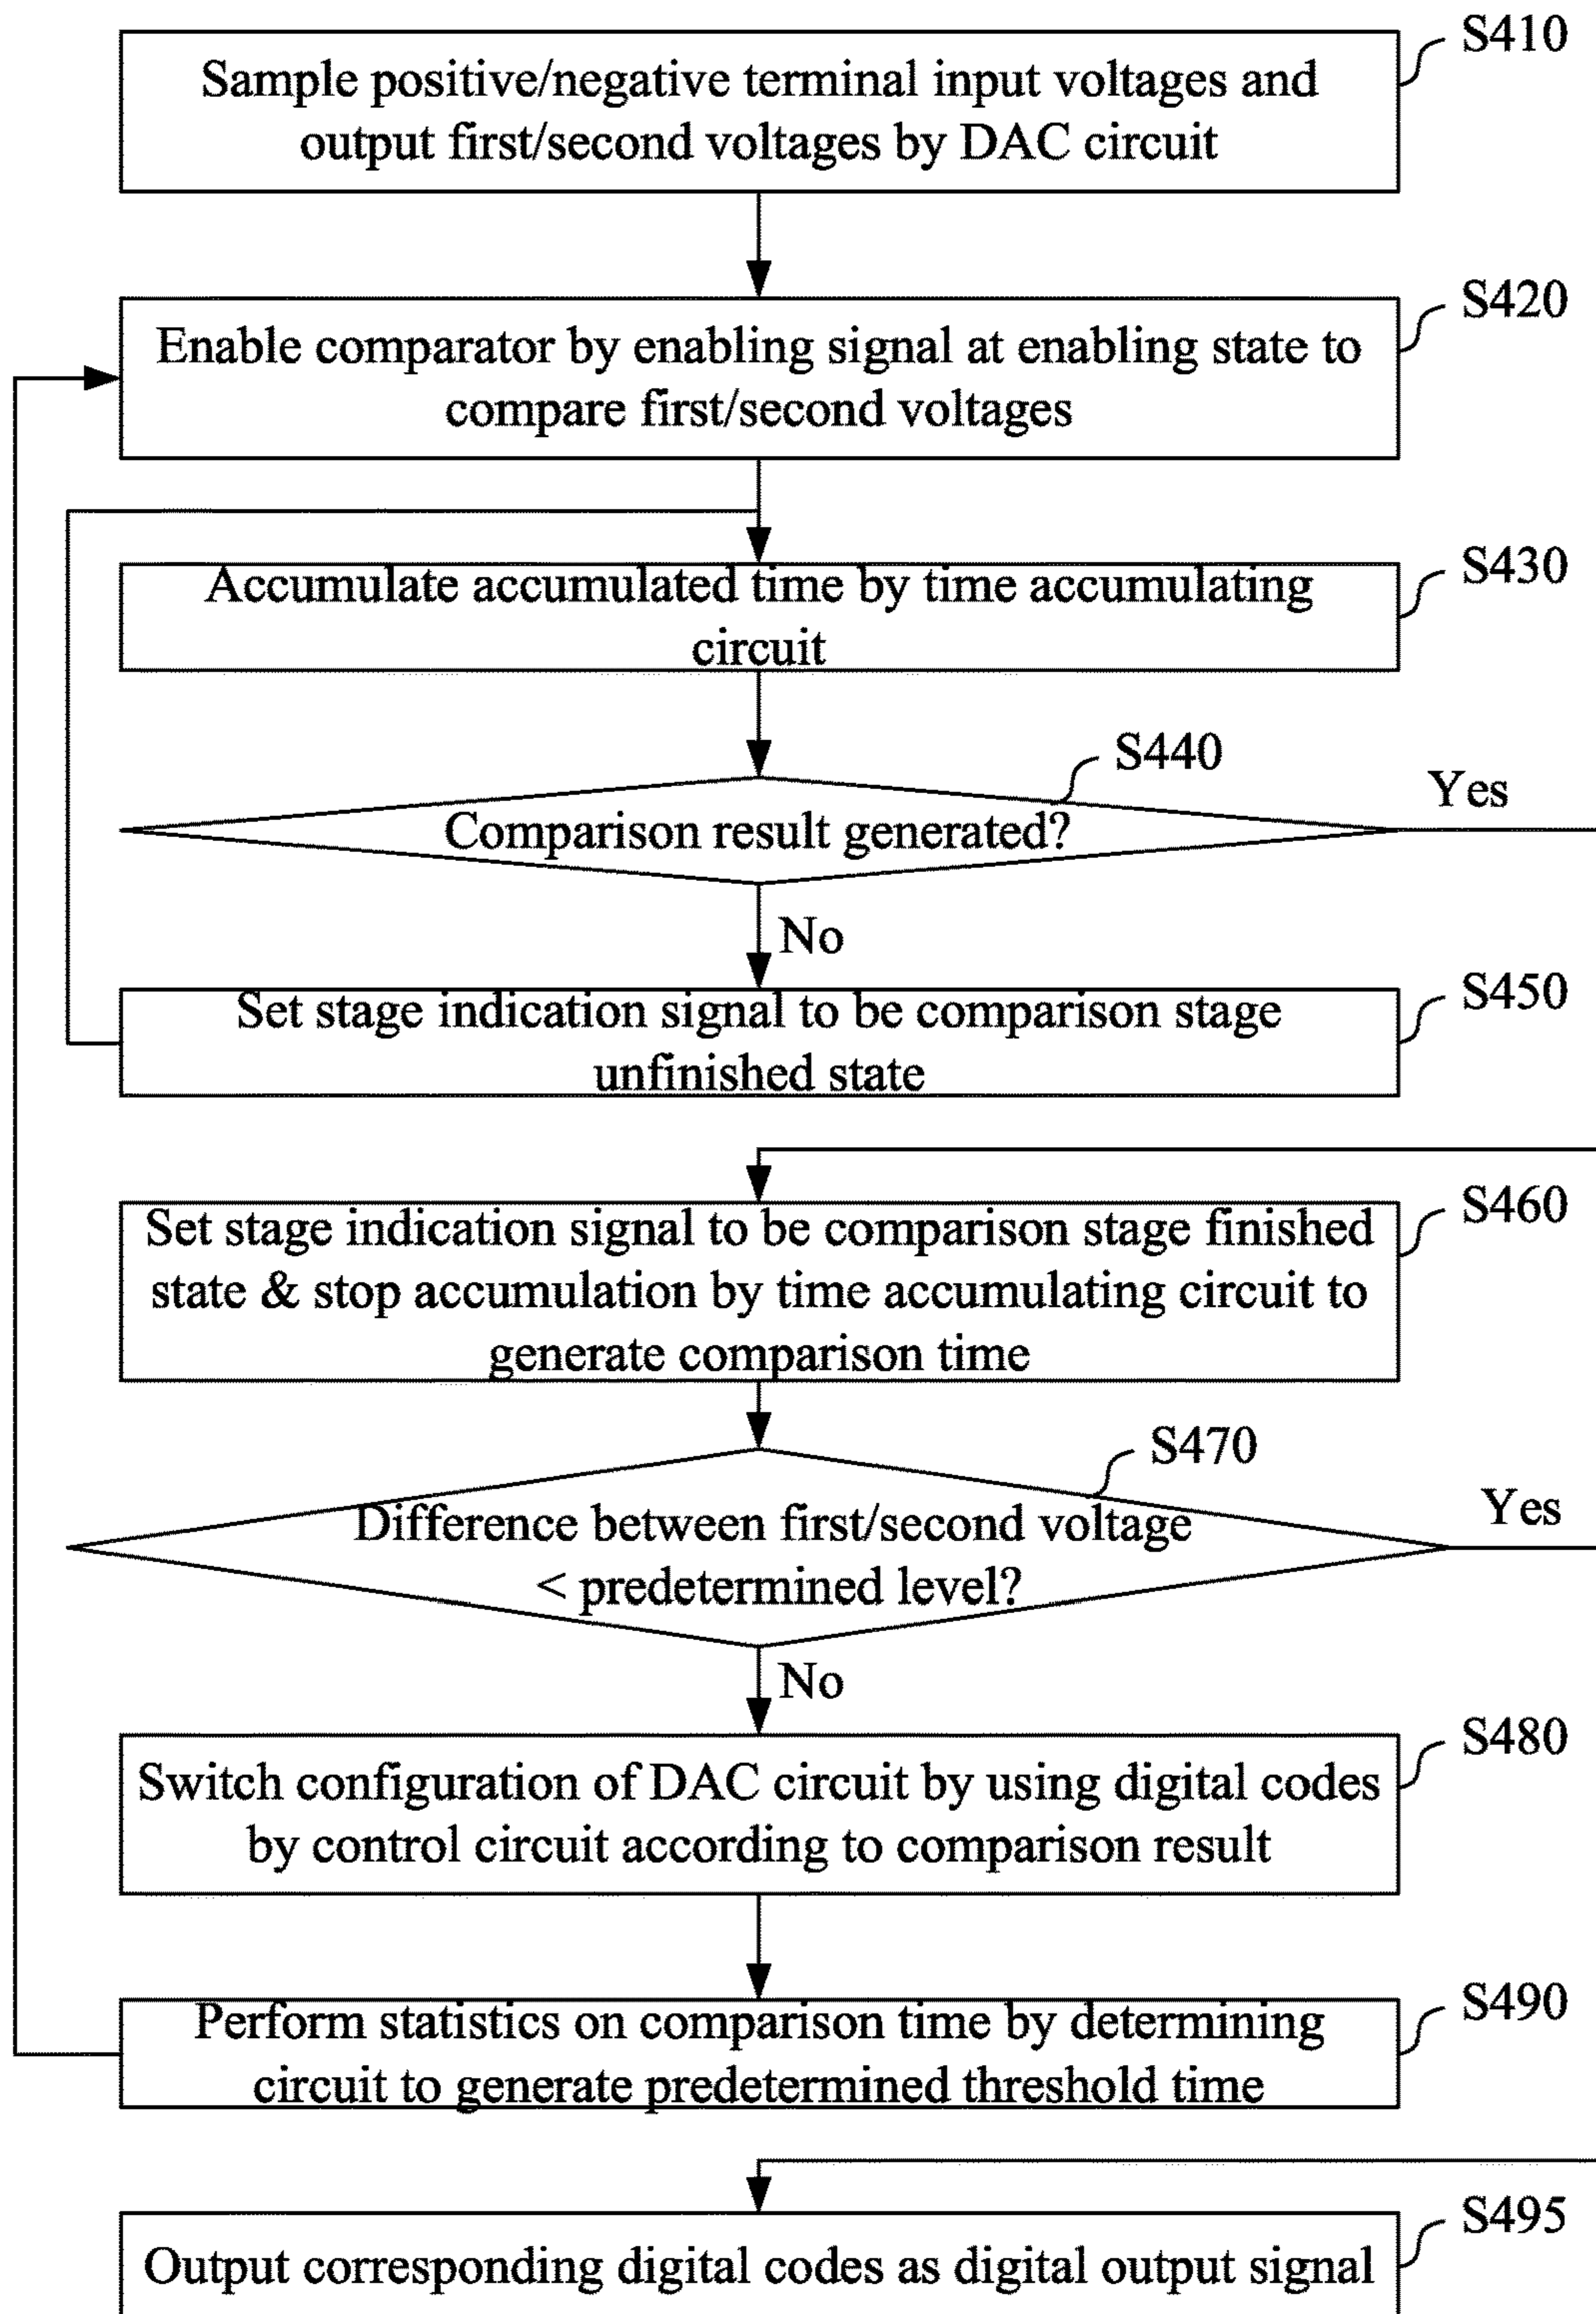 S410
Sample positive/negative terminal input voltages and
output first/second voltages by DAC circuit
S420
Enable comparator by enabling signal at enabling state to
compare first/second voltages
S430
Accumulate accumulated time by time accumulating
circuit
S440
Yes
Comparison result generated?
No
S450
Set stage indication signal to be comparison stage
unfinished state
S460
Set stage indication signal to be comparison stage finished
state & stop accumulation by time accumulating circuit to
generate comparison time
S470
Yes
Difference between first/second voltage
< predetermined level?
No
S480
Switch configuration of DAC circuit by using digital codes
by control circuit according to comparison result
S490
Perform statistics on comparison time by determining
circuit to generate predetermined threshold time
S495
Output corresponding digital codes as digital output signal